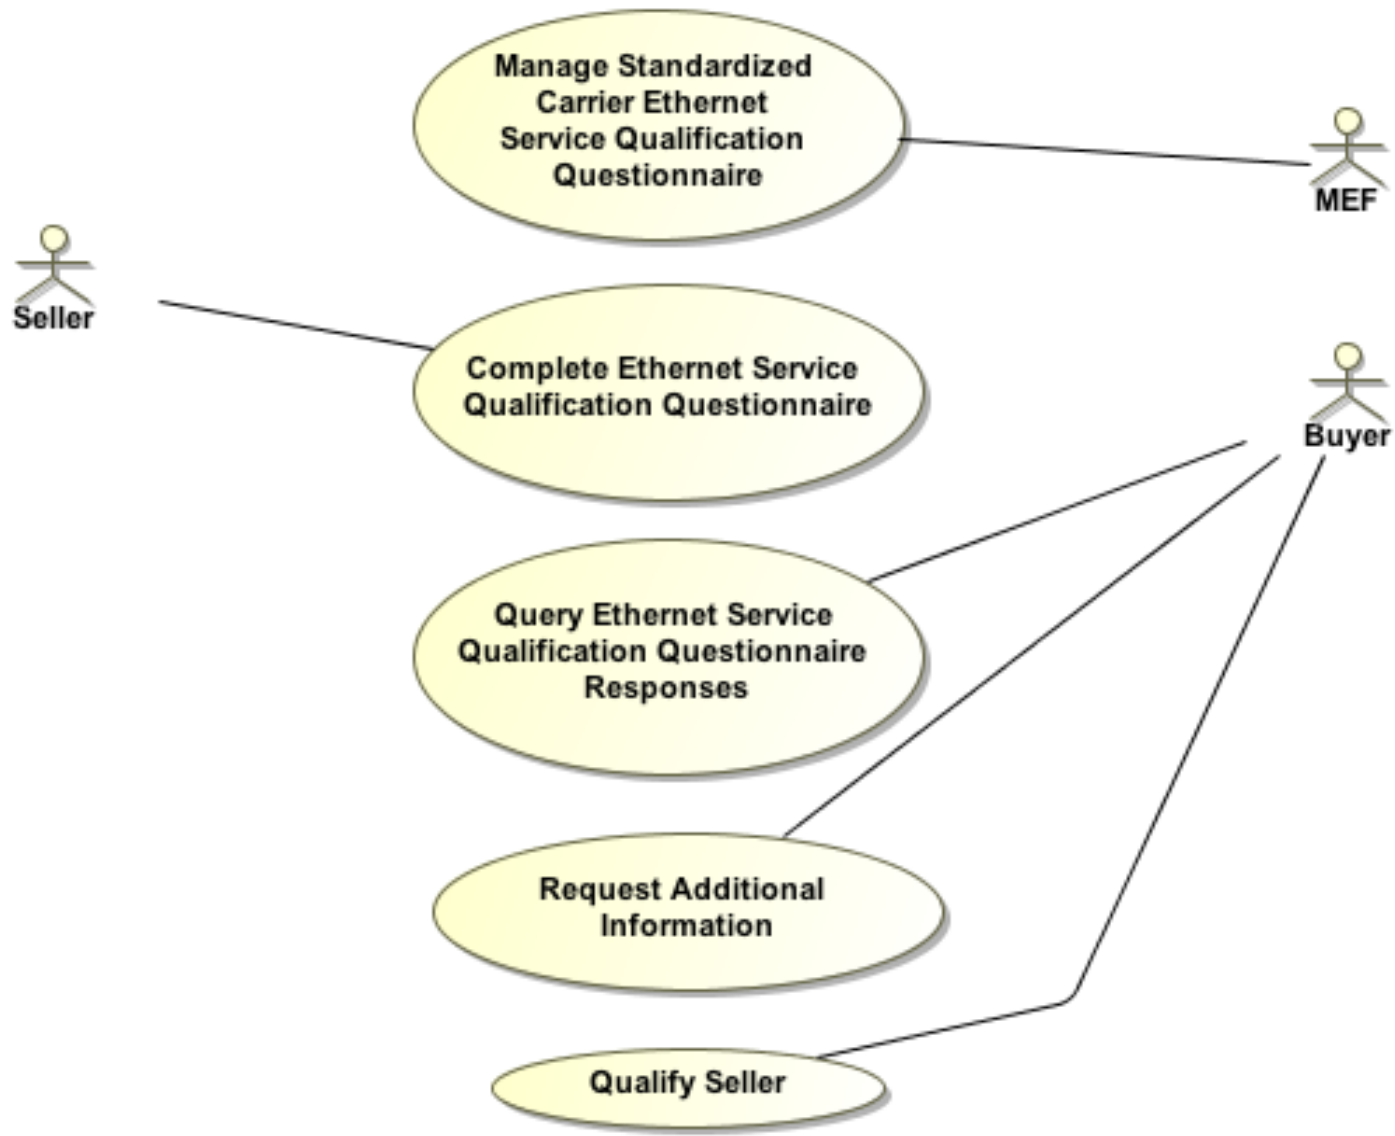 Manage Standardized
Carrier Ethernet
Service Qualification
Questionnaire
MEF
Seller
Complete Ethernet Service
Qualification Questionnaire
Buyer
Query Ethernet Service
Qualification Questionnaire
Responses
Request Additional
Information
Qualify Seller